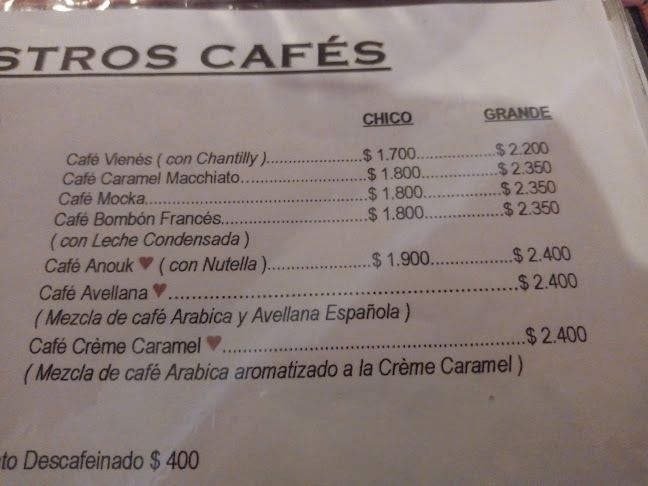 STROS CAFÉS
CHICO GRANDE
Café Vienés ( con Chantilly )......................$ 1.700..................$ 2.200
Café Caramel Macchiato............................$ 1.800..................$ 2.350
Café Mocka..................................................$ 1.800..................$ 2.350
Café Bombón Francés.................................$ 1.800..................$ 2.350
( con Leche Condensada )
Café Anouk ♥ ( con Nutella ).......................$ 1.900..................$ 2.400
Café Avellana ♥..............................................................$ 2.400
( Mezcla de café Arabica y Avellana Española )
Café Crème Caramel ♥....................................................$ 2.400
( Mezcla de café Arabica aromatizado a la Crème Caramel )
to Descafeinado $ 400